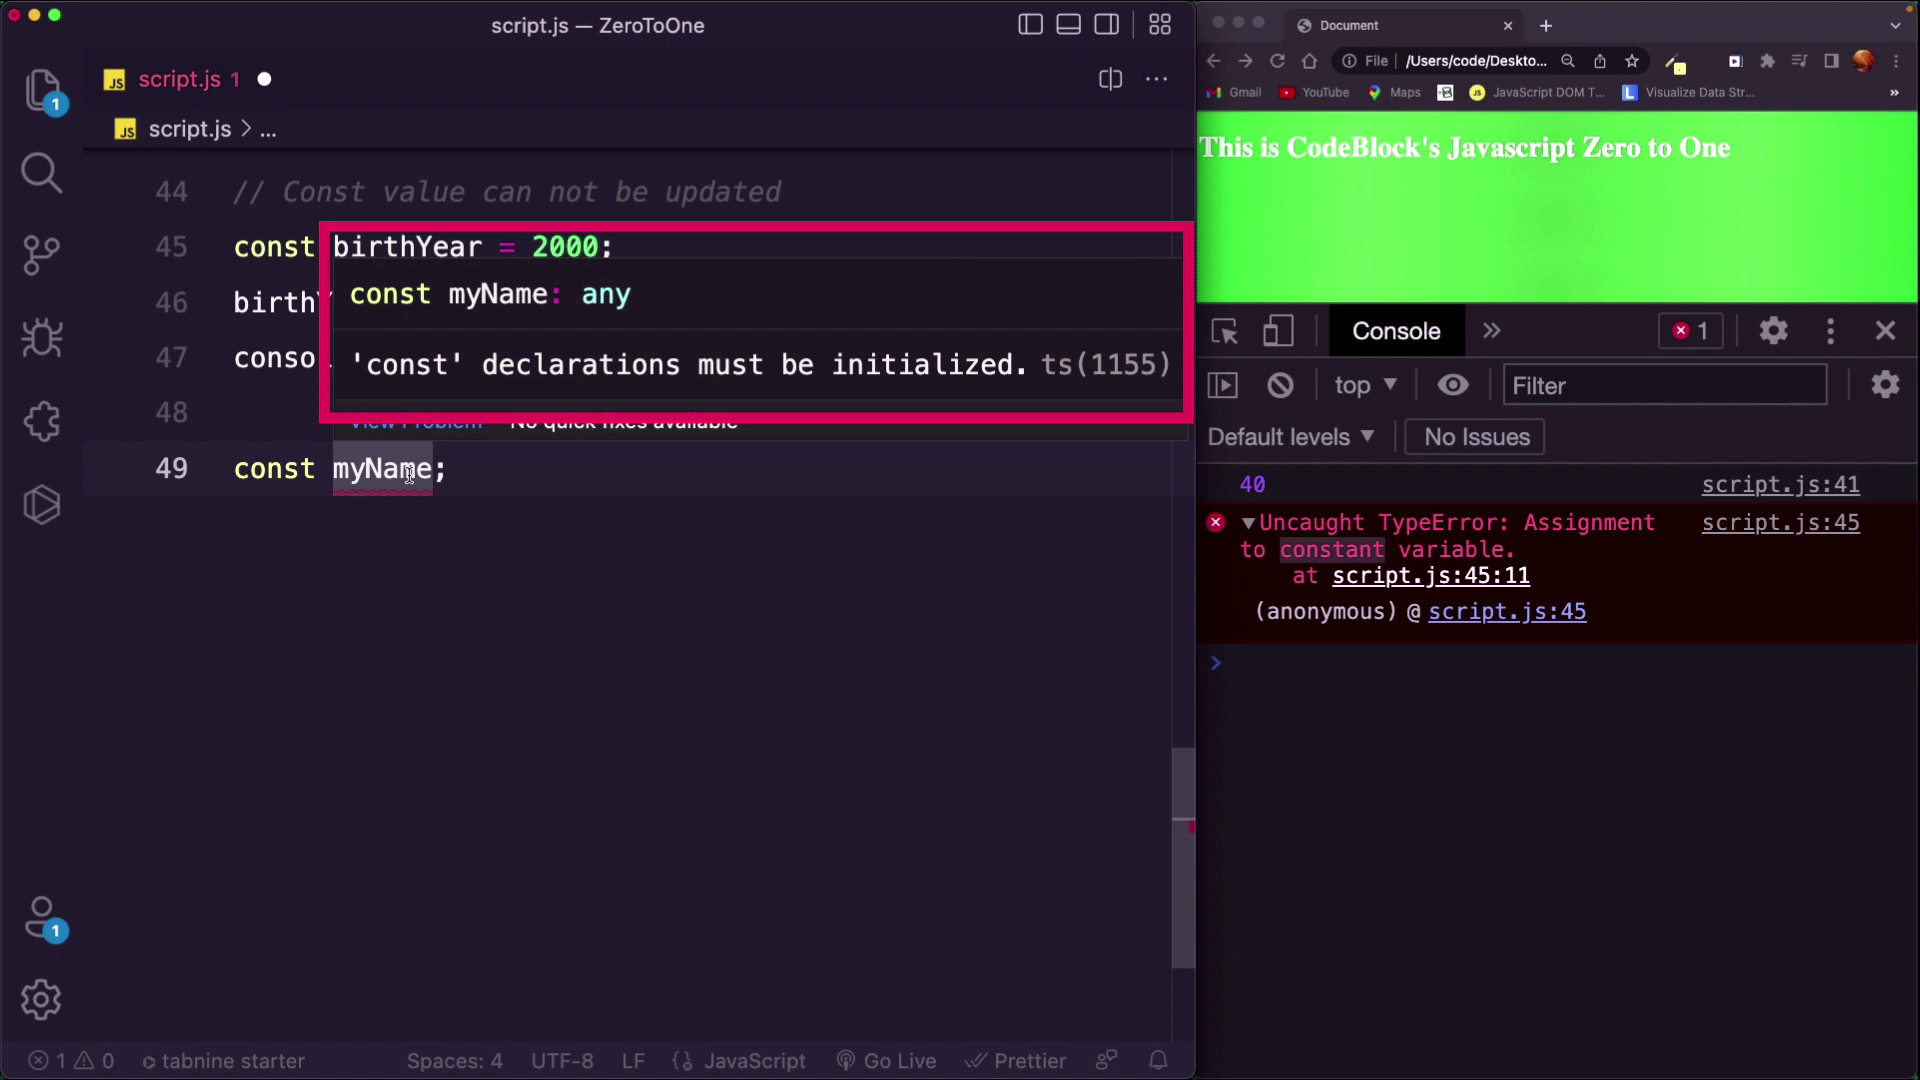 script.js — ZeroToOne
script.js 1
script.js > ...
44 // Const value can not be updated
45 const birthYear = 2000;
46 birthY
const myName: any
47 conso
'const' declarations must be initialized. ts(1155)
48
View Problem No quick fixes available
49 const myName;
1
1
1 0 tabnine starter Spaces: 4 UTF-8 LF JavaScript Go Live Prettier
Document
File /Users/code/Deskto...
Gmail YouTube Maps JavaScript DOM T... Visualize Data Str... »
This is CodeBlock's Javascript Zero to One
Console » 1
top Filter
Default levels No Issues
40 script.js:41
Uncaught TypeError: Assignment script.js:45
to constant variable.
at script.js:45:11
(anonymous) @ script.js:45